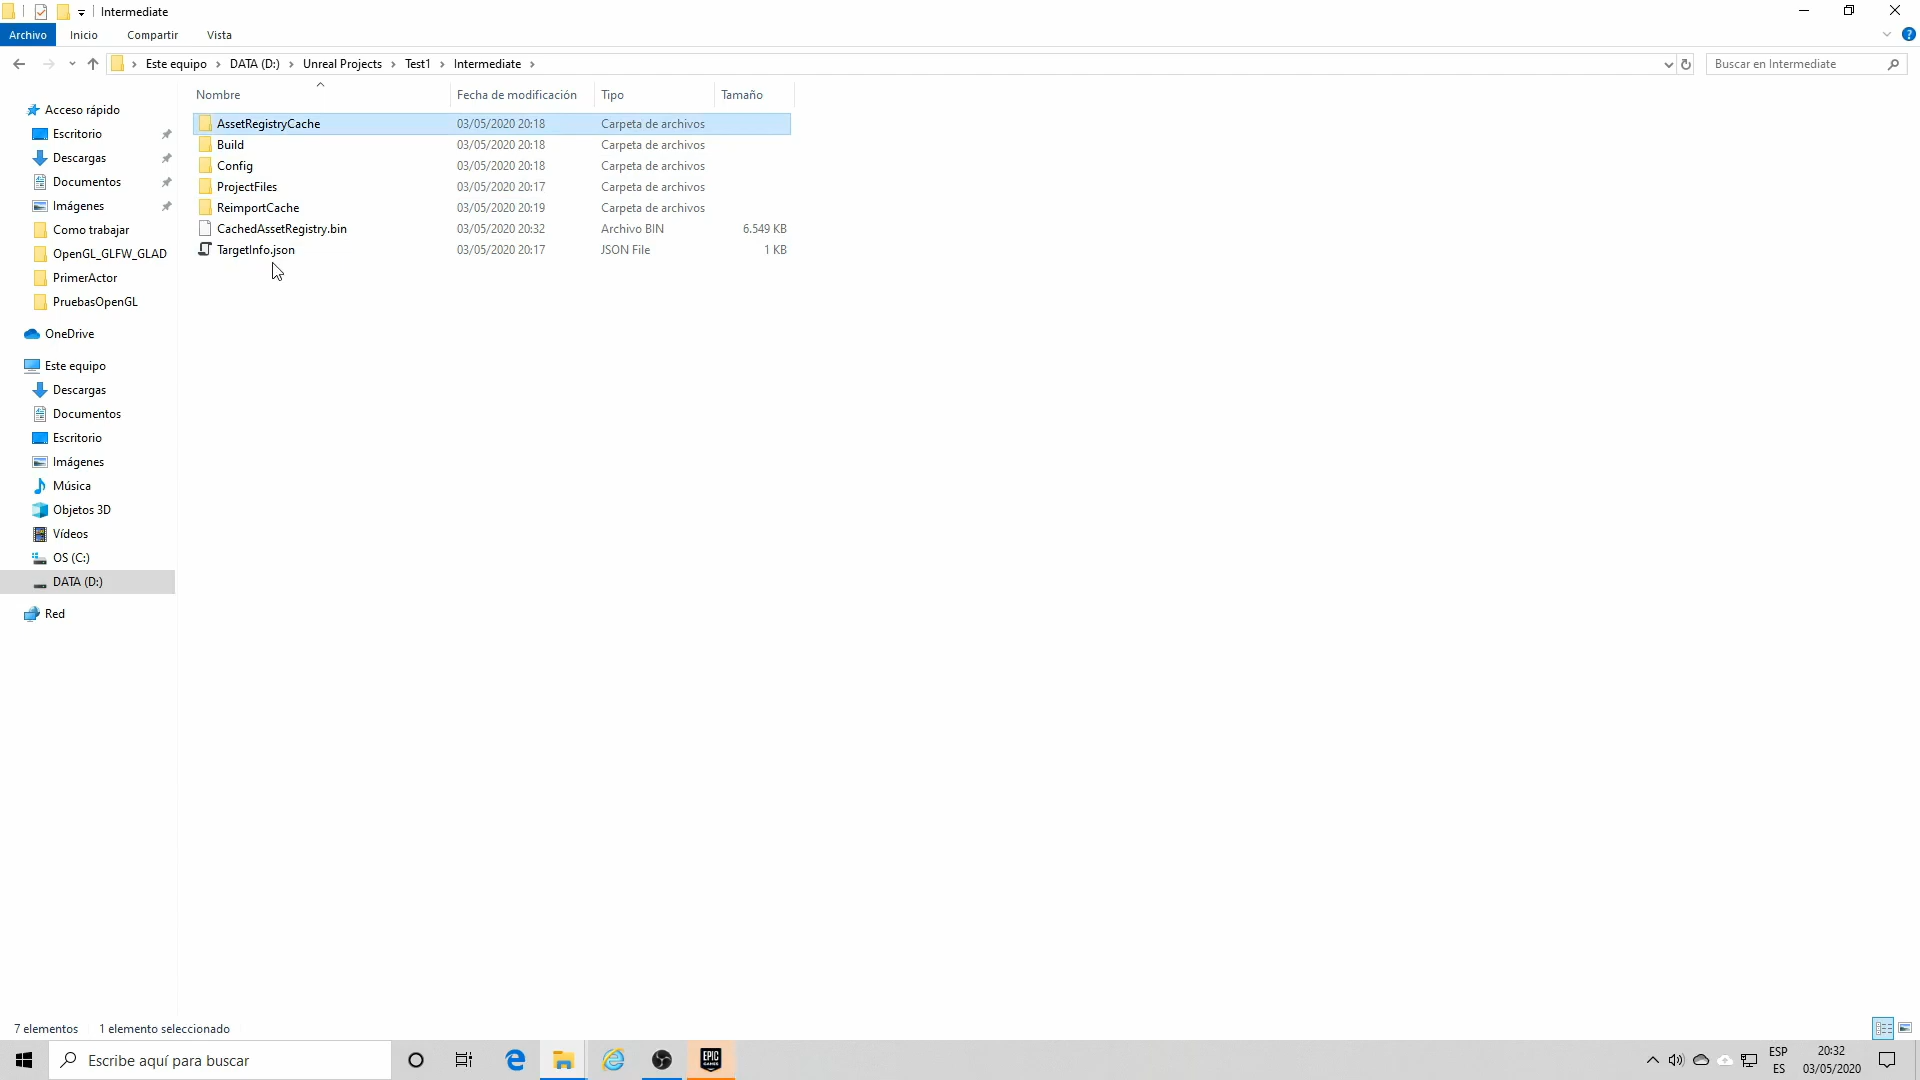 Intermediate
Archivo Inicio Compartir Vista
Este equipo DATA (D:) Unreal Projects Test1 Intermediate
Buscar en Intermediate
Nombre Fecha de modificación Tipo Tamaño
AssetRegistryCache 03/05/2020 20:18 Carpeta de archivos
Build 03/05/2020 20:18 Carpeta de archivos
Config 03/05/2020 20:18 Carpeta de archivos
ProjectFiles 03/05/2020 20:17 Carpeta de archivos
ReimportCache 03/05/2020 20:19 Carpeta de archivos
CachedAssetRegistry.bin 03/05/2020 20:32 Archivo BIN 6.549 KB
TargetInfo.json 03/05/2020 20:17 JSON File 1 KB
Acceso rápido
Escritorio
Descargas
Documentos
Imágenes
Como trabajar
OpenGL_GLFW_GLAD
PrimerActor
PruebasOpenGL
OneDrive
Este equipo
Descargas
Documentos
Escritorio
Imágenes
Música
Objetos 3D
Vídeos
OS (C:)
DATA (D:)
Red
7 elementos 1 elemento seleccionado
Escribe aquí para buscar
EPIC GAMES
ESP
ES
20:32
03/05/2020